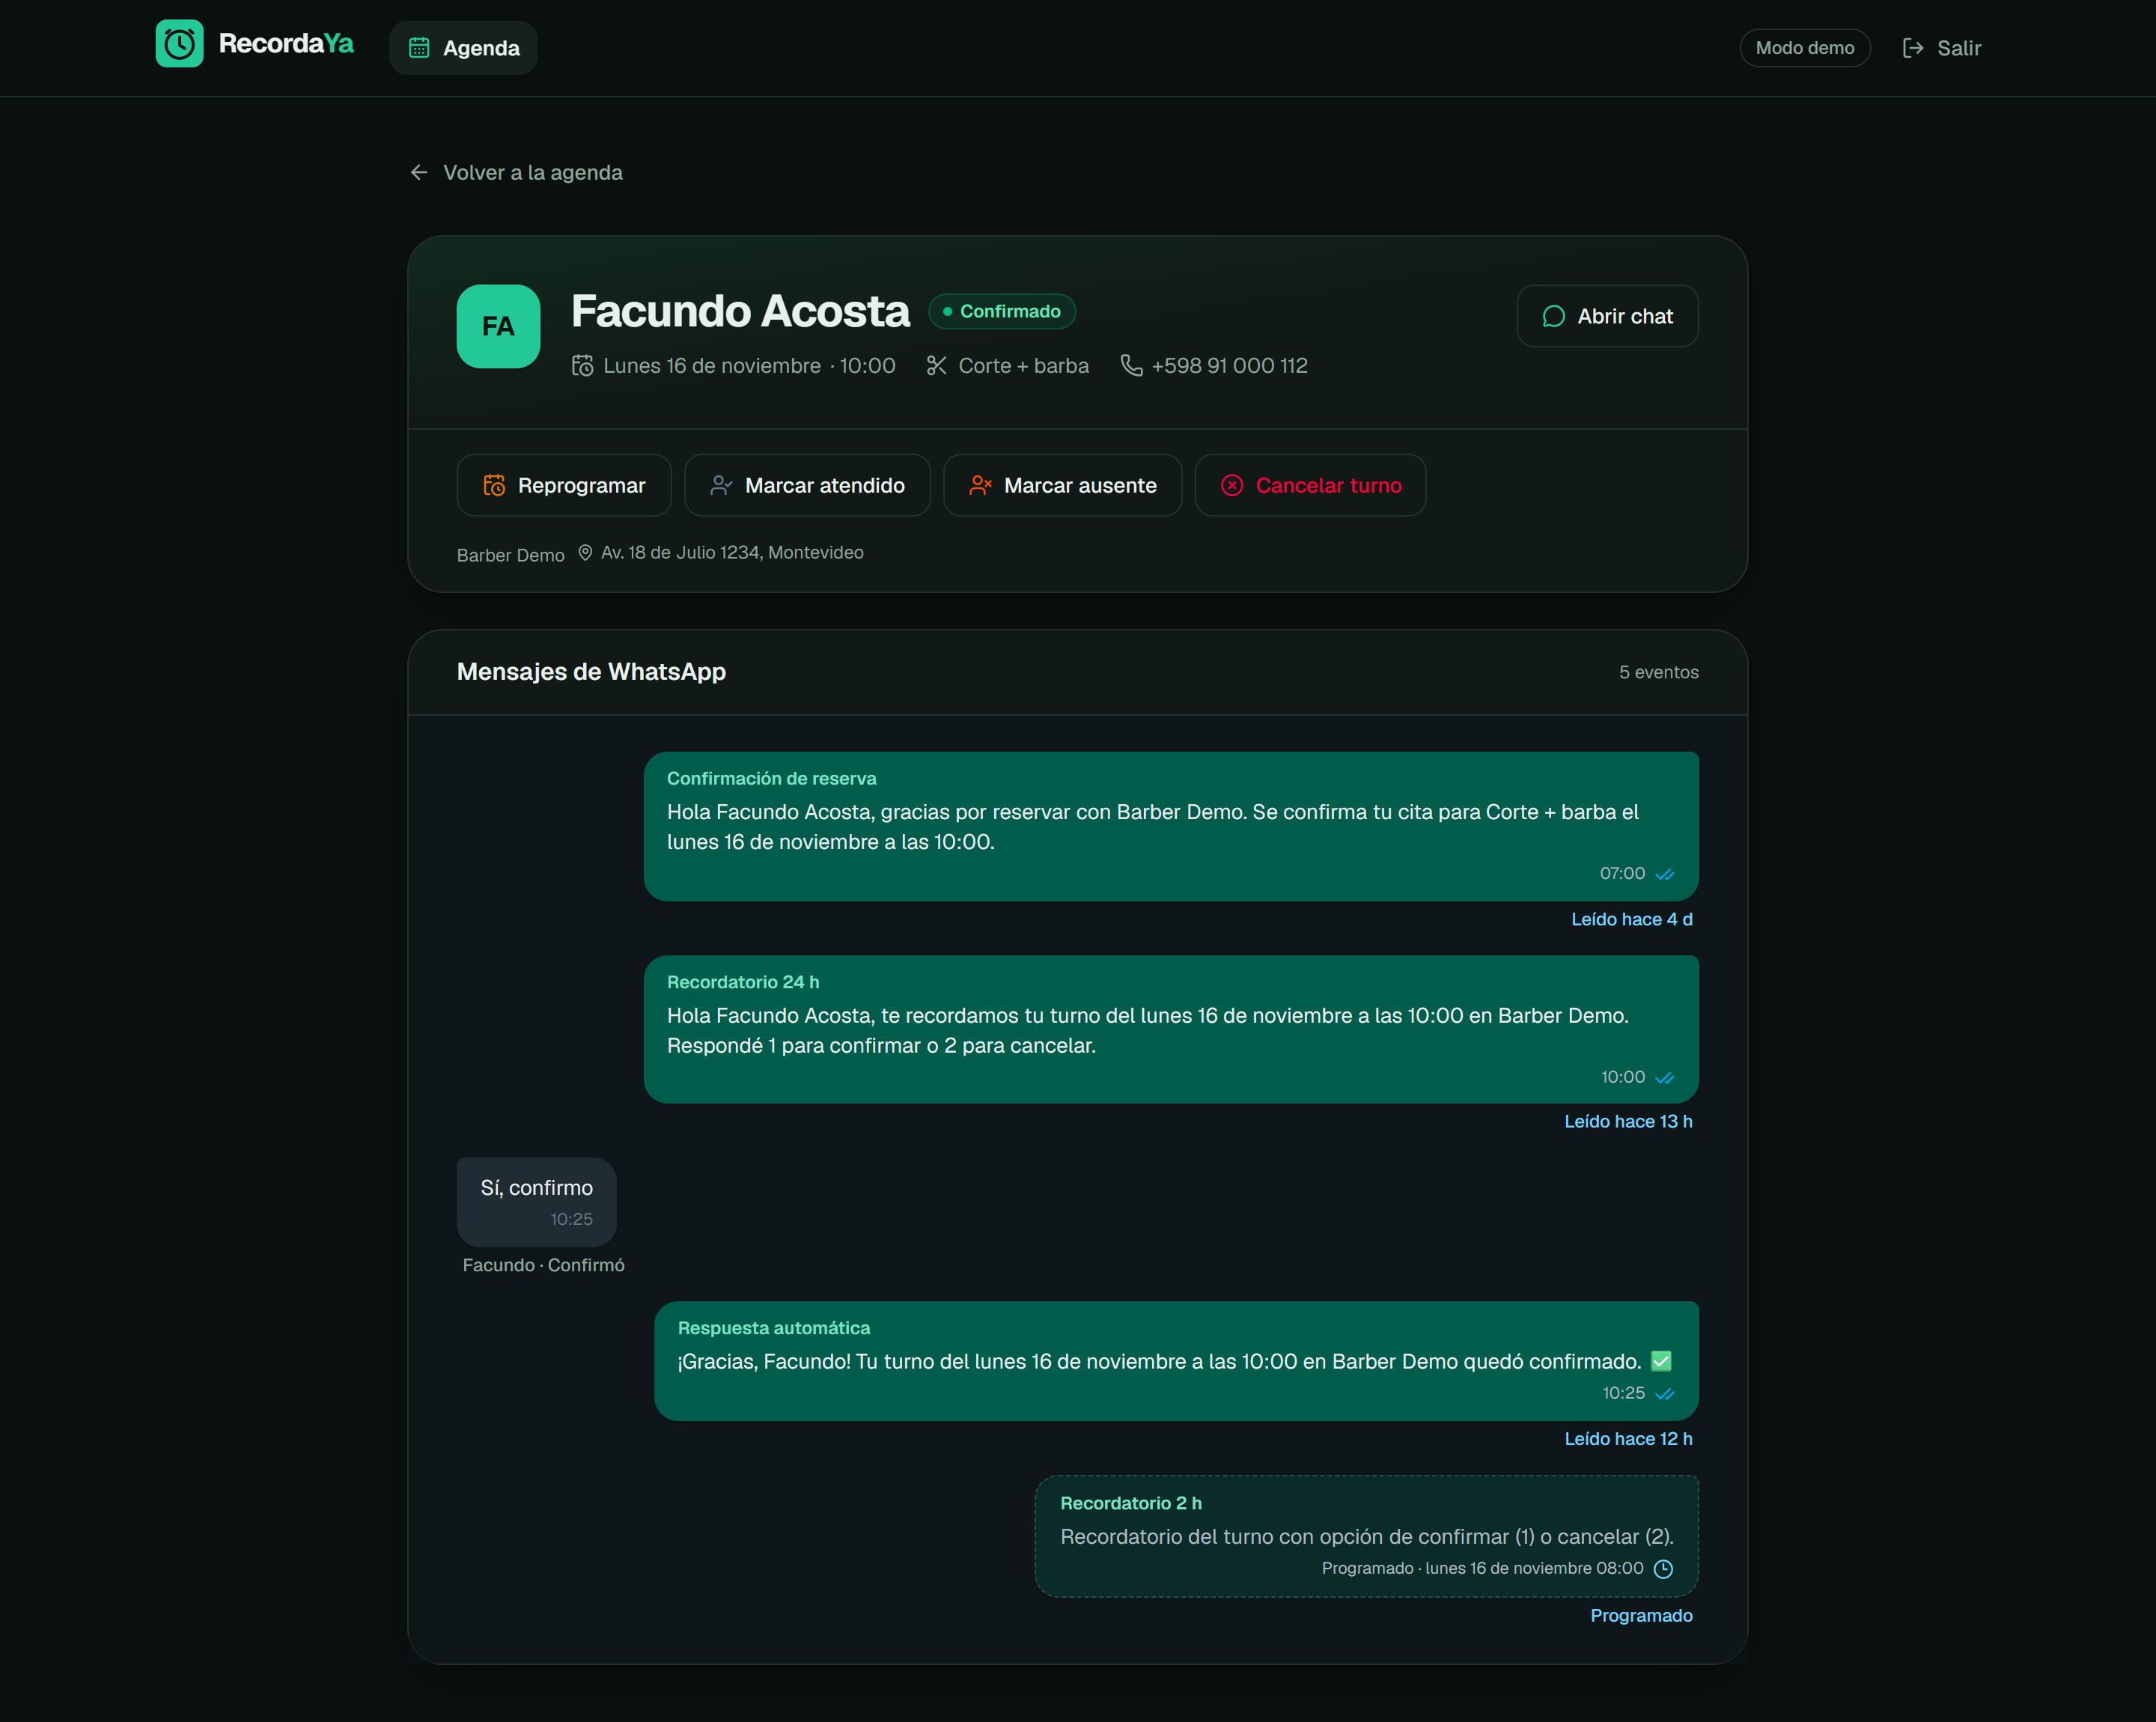 RecordaYa
Agenda
Modo demo
Salir
Volver a la agenda
FA
Facundo Acosta
Confirmado
Abrir chat
Lunes 16 de noviembre · 10:00
Corte + barba
+598 91 000 112
Reprogramar
Marcar atendido
Marcar ausente
Cancelar turno
Barber Demo
Av. 18 de Julio 1234, Montevideo
Mensajes de WhatsApp
5 eventos
Confirmación de reserva
Hola Facundo Acosta, gracias por reservar con Barber Demo. Se confirma tu cita para Corte + barba el
lunes 16 de noviembre a las 10:00.
07:00
Leído hace 4 d
Recordatorio 24 h
Hola Facundo Acosta, te recordamos tu turno del lunes 16 de noviembre a las 10:00 en Barber Demo.
Respondé 1 para confirmar o 2 para cancelar.
10:00
Leído hace 13 h
Sí, confirmo
10:25
Facundo · Confirmó
Respuesta automática
¡Gracias, Facundo! Tu turno del lunes 16 de noviembre a las 10:00 en Barber Demo quedó confirmado. ✅
10:25
Leído hace 12 h
Recordatorio 2 h
Recordatorio del turno con opción de confirmar (1) o cancelar (2).
Programado · lunes 16 de noviembre 08:00
Programado